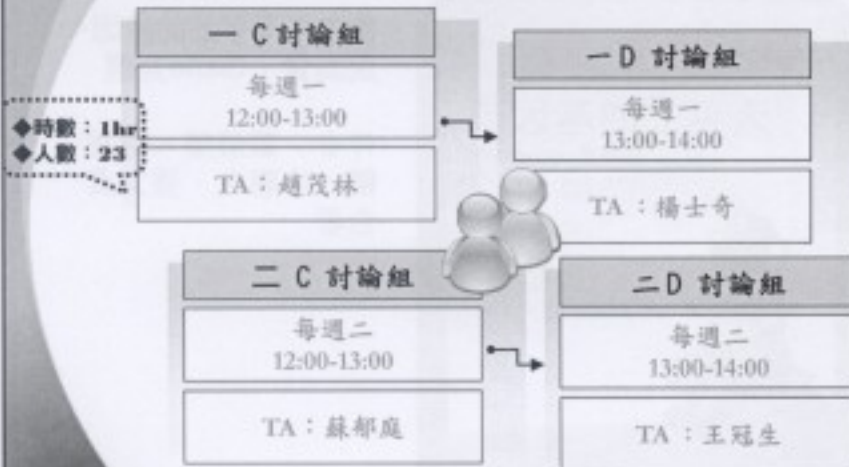 一 C 討論組
每週一
12:00-13:00
TA：趙茂林
◆時數：1hr
◆人數：23
一 D 討論組
每週一
13:00-14:00
TA ：楊士奇
二 C 討論組
每週二
12:00-13:00
TA：蘇郁庭
二 D 討論組
每週二
13:00-14:00
TA ：王冠生